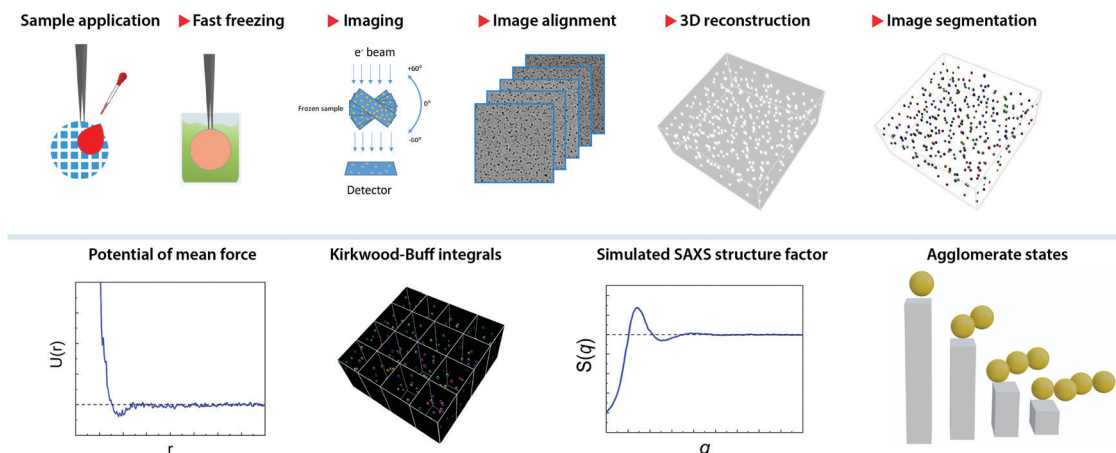 Sample application
▶ Fast freezing
▶ Imaging
▶ Image alignment
▶ 3D reconstruction
▶ Image segmentation
e⁻ beam
+60°
Frozen sample
0°
-60°
Detector
Potential of mean force
Kirkwood-Buff integrals
Simulated SAXS structure factor
Agglomerate states
U(r)
r
S(q)
q